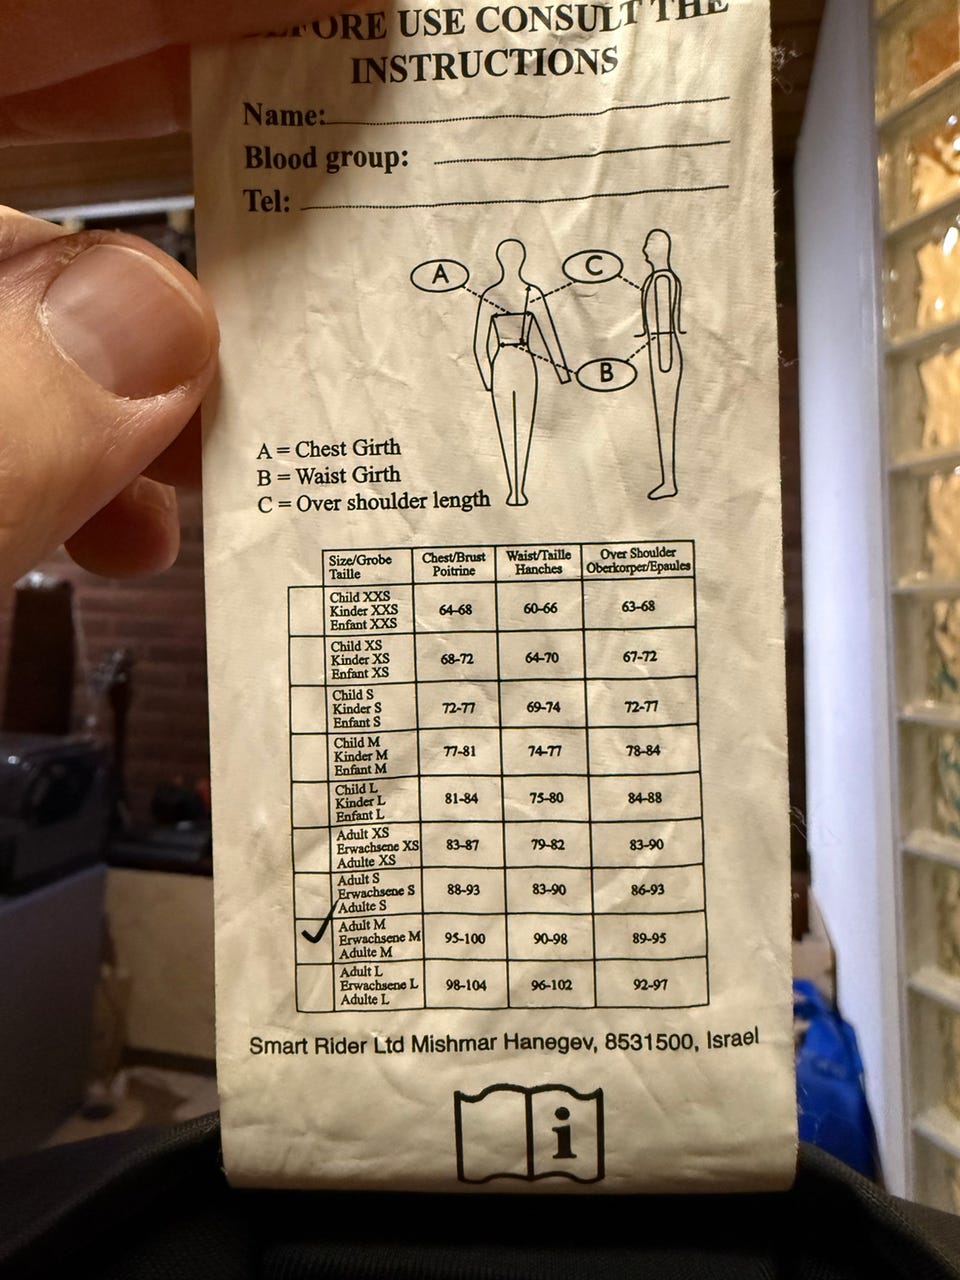 BEFORE USE CONSULT THE
INSTRUCTIONS
Name:
Blood group:
Tel:
A
C
B
A = Chest Girth
B = Waist Girth
C = Over shoulder length
Size/Grobe
Taille
Chest/Brust
Poitrine
Waist/Taille
Hanches
Over Shoulder
Oberkorper/Epaules
Child XXS
Kinder XXS
Enfant XXS
64-68
60-66
63-68
Child XS
Kinder XS
Enfant XS
68-72
64-70
67-72
Child S
Kinder S
Enfant S
72-77
69-74
72-77
Child M
Kinder M
Enfant M
77-81
74-77
78-84
Child L
Kinder L
Enfant L
81-84
75-80
84-88
Adult XS
Erwachsene XS
Adulte XS
83-87
79-82
83-90
Adult S
Erwachsene S
Adulte S
88-93
83-90
86-93
Adult M
Erwachsene M
Adulte M
95-100
90-98
89-95
Adult L
Erwachsene L
Adulte L
98-104
96-102
92-97
Smart Rider Ltd Mishmar Hanegev, 8531500, Israel
i